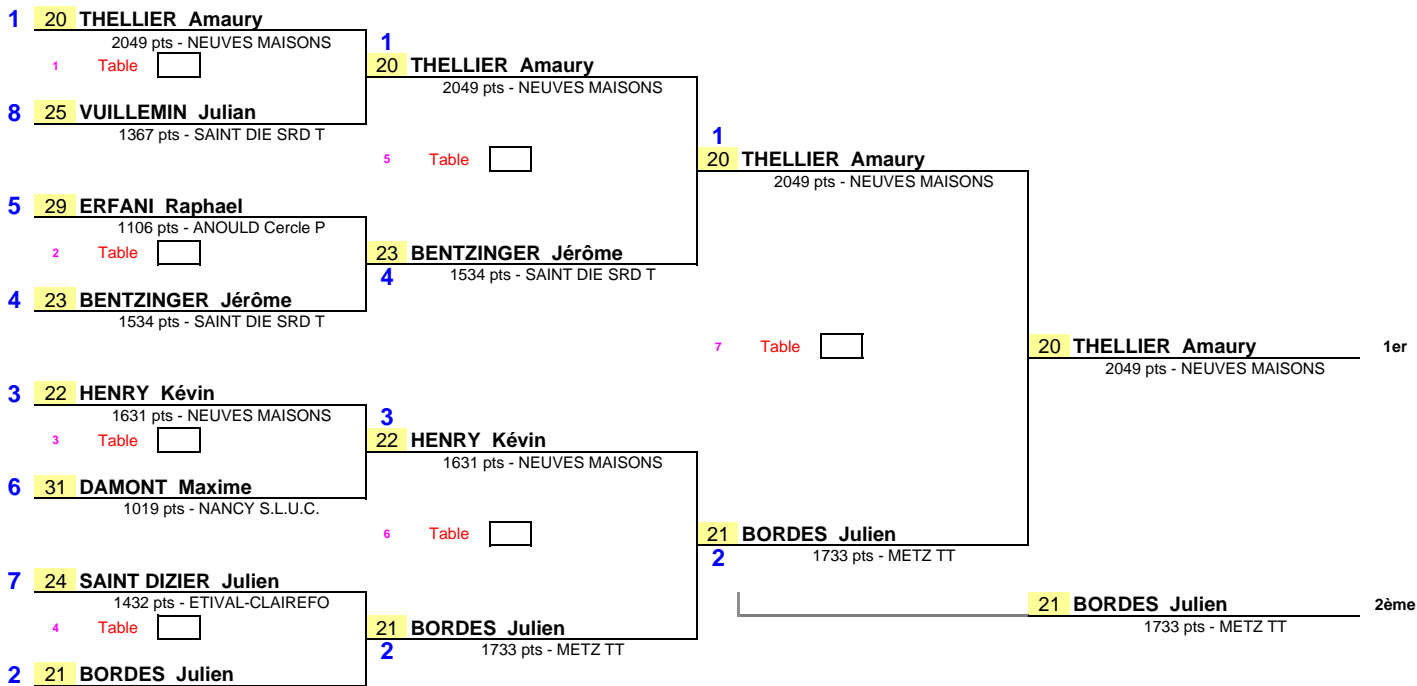 1 20 THELLIER Amaury
2049 pts - NEUVES MAISONS
1 Table
8 25 VUILLEMIN Julian
1367 pts - SAINT DIE SRD T
5 29 ERFANI Raphael
1106 pts - ANOULD Cercle P
2 Table
4 23 BENTZINGER Jérôme
1534 pts - SAINT DIE SRD T
3 22 HENRY Kévin
1631 pts - NEUVES MAISONS
3 Table
6 31 DAMONT Maxime
1019 pts - NANCY S.L.U.C.
7 24 SAINT DIZIER Julien
1432 pts - ETIVAL-CLAIREFO
4 Table
2 21 BORDES Julien
1
20 THELLIER Amaury
2049 pts - NEUVES MAISONS
5 Table
23 BENTZINGER Jérôme
4 1534 pts - SAINT DIE SRD T
3
22 HENRY Kévin
1631 pts - NEUVES MAISONS
6 Table
21 BORDES Julien
2 1733 pts - METZ TT
1
20 THELLIER Amaury
2049 pts - NEUVES MAISONS
7 Table
21 BORDES Julien
2 1733 pts - METZ TT
20 THELLIER Amaury 1er
2049 pts - NEUVES MAISONS
21 BORDES Julien 2ème
1733 pts - METZ TT